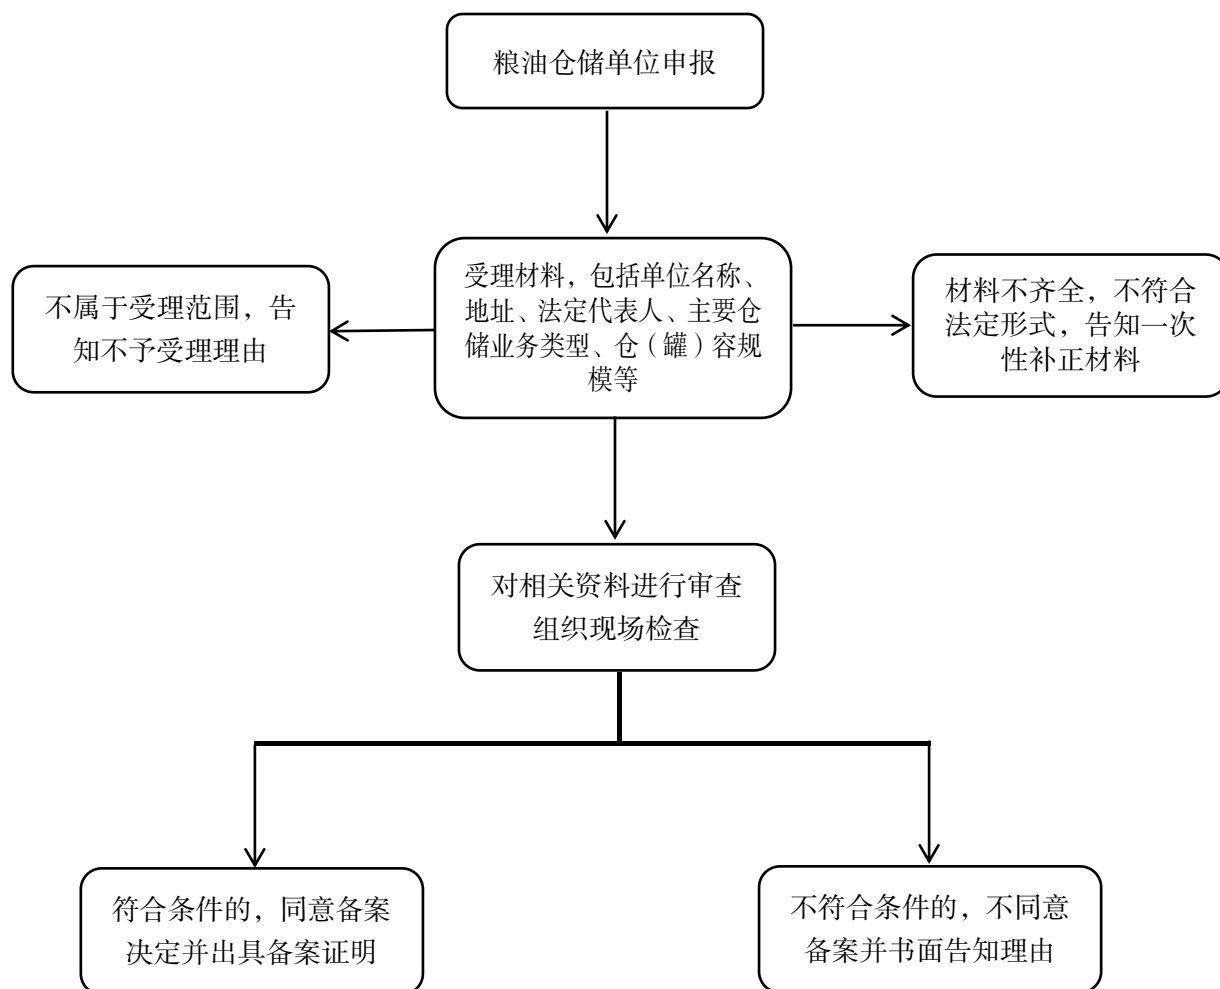 粮油仓储单位申报
受理材料，包括单位名称、
地址、法定代表人、主要仓
储业务类型、仓（罐）容规
模等
不属于受理范围，告
知不予受理理由
材料不齐全，不符合
法定形式，告知一次
性补正材料
对相关资料进行审查
组织现场检查
符合条件的，同意备案
决定并出具备案证明
不符合条件的，不同意
备案并书面告知理由